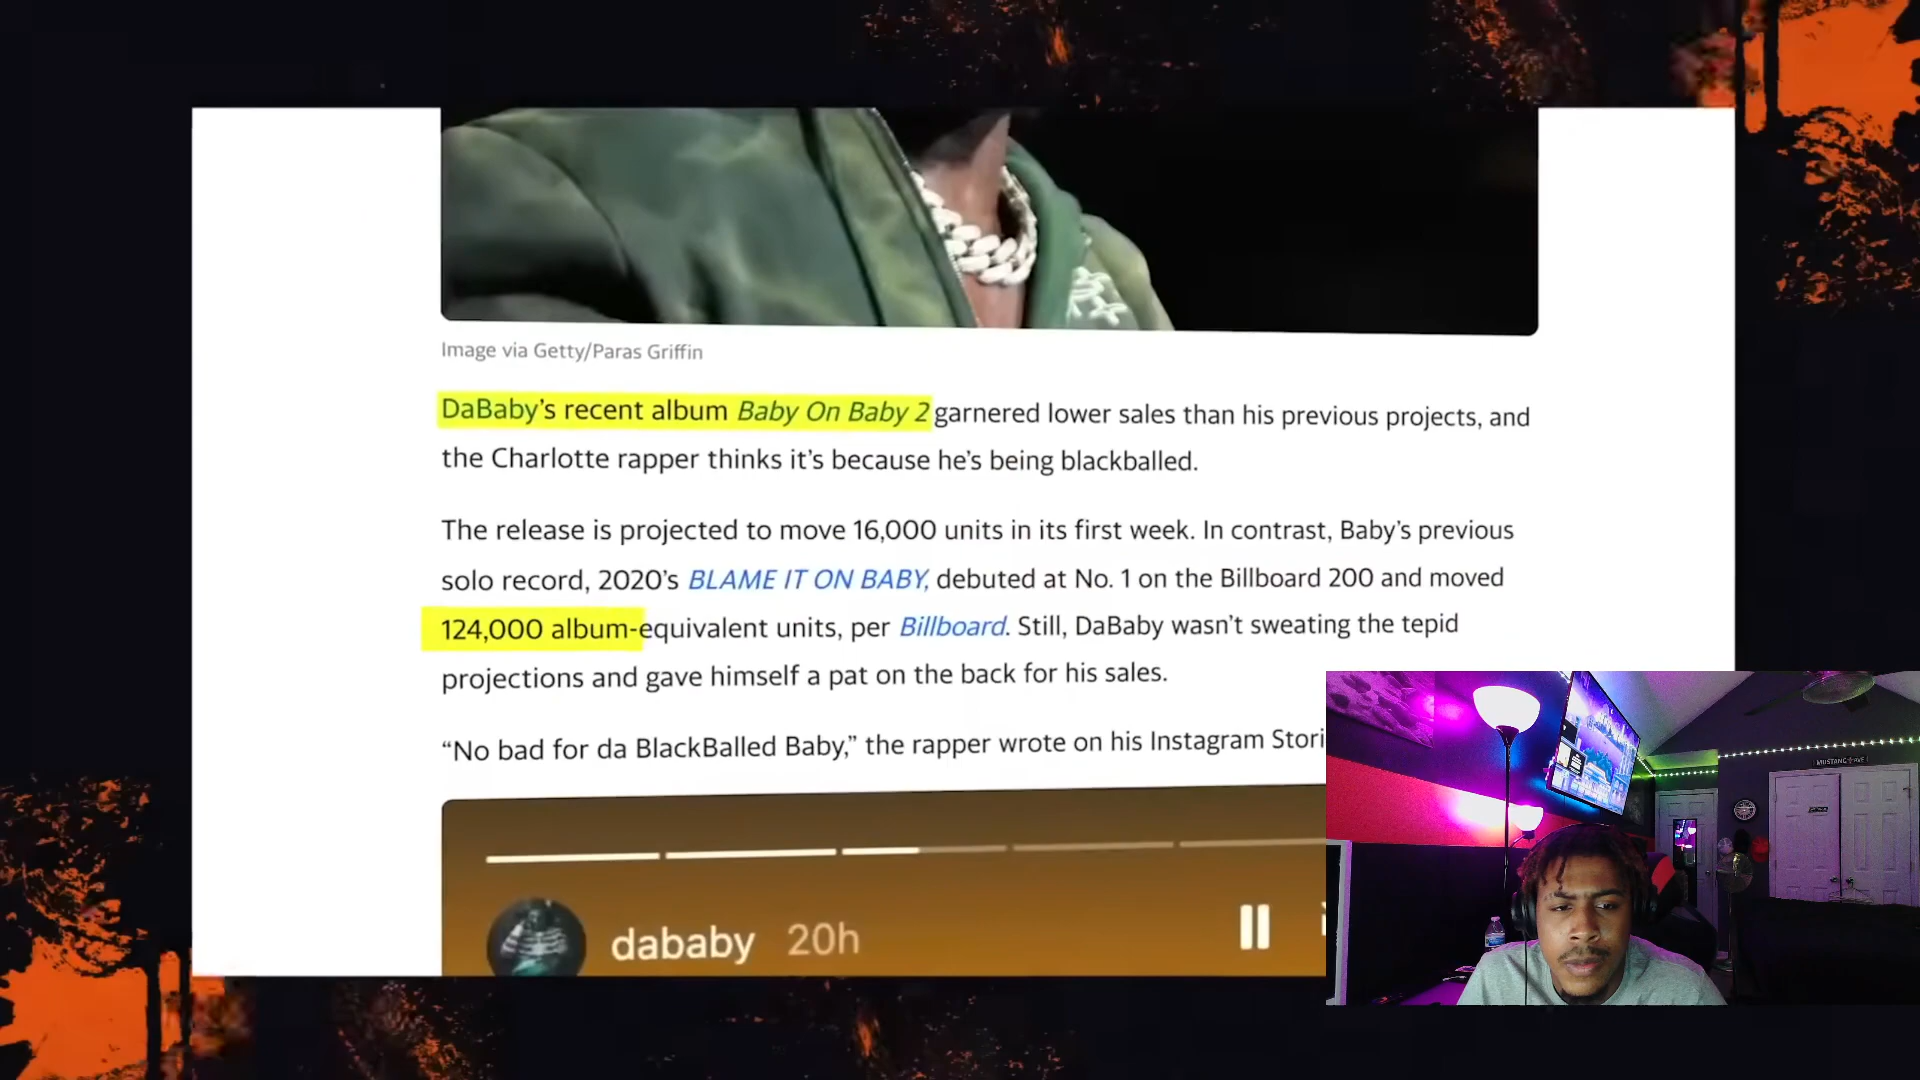 Image via Getty/Paras Griffin
DaBaby’s recent album Baby On Baby 2 garnered lower sales than his previous projects, and
the Charlotte rapper thinks it’s because he’s being blackballed.
The release is projected to move 16,000 units in its first week. In contrast, Baby’s previous
solo record, 2020’s BLAME IT ON BABY, debuted at No. 1 on the Billboard 200 and moved
124,000 album-equivalent units, per Billboard. Still, DaBaby wasn’t sweating the tepid
projections and gave himself a pat on the back for his sales.
“No bad for da BlackBalled Baby,” the rapper wrote on his Instagram Stori
dababy 20h
MUSTANG AVE